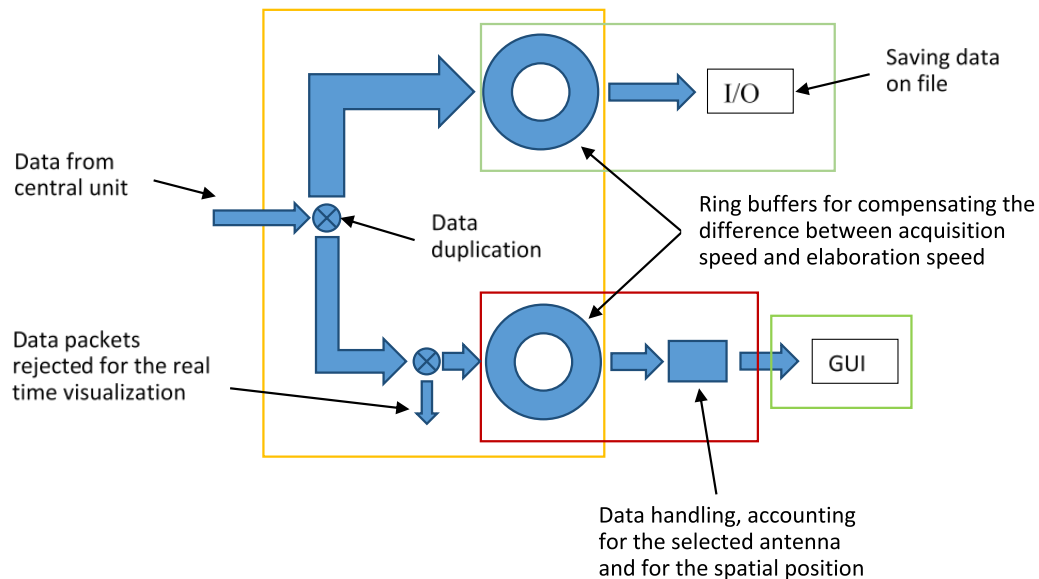 Saving data
on file
I/O
Data from
central unit
Data
duplication
Ring buffers for compensating the
difference between acquisition
speed and elaboration speed
Data packets
rejected for the real
time visualization
GUI
Data handling, accounting
for the selected antenna
and for the spatial position